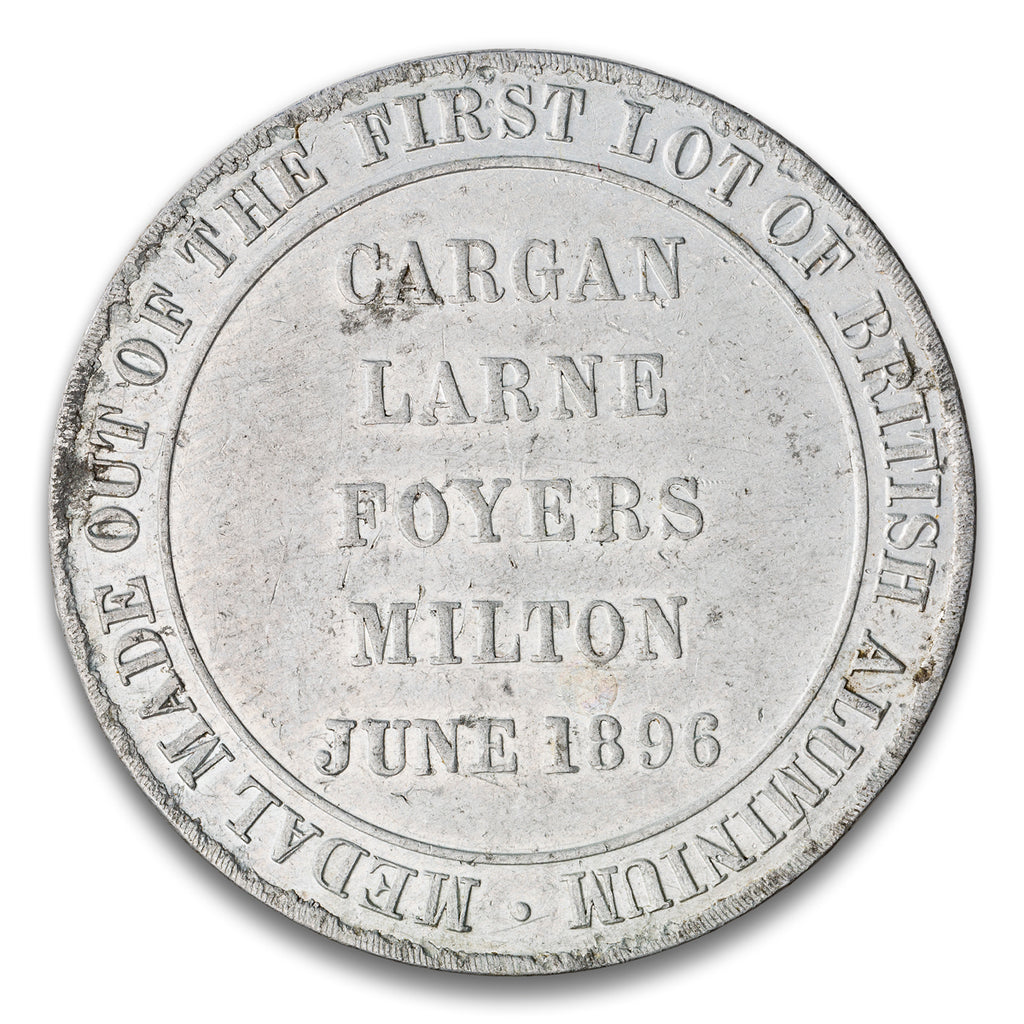 MEDAL MADE OUT OF THE FIRST LOT OF BRITISH ALUMINIUM ·
CARGAN
LARNE
FOYERS
MILTON
JUNE 1896